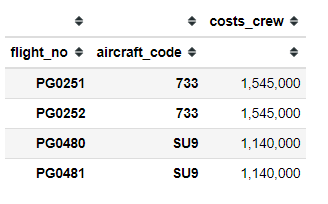 costs_crew
flight_no aircraft_code
PG0251 733 1,545,000
PG0252 733 1,545,000
PG0480 SU9 1,140,000
PG0481 SU9 1,140,000